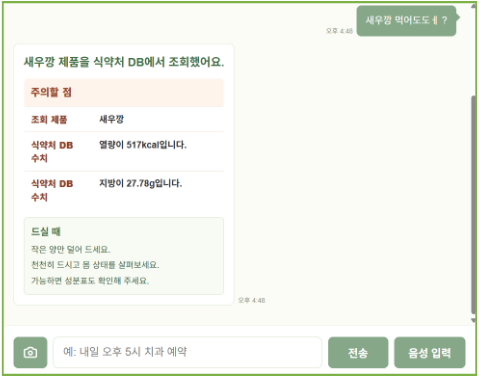 새우깡 먹어도도ㅔ ?
오후 4:48
새우깡 제품을 식약처 DB에서 조회했어요.
주의할 점
조회 제품 새우깡
식약처 DB 수치 열량이 517kcal입니다.
식약처 DB 수치 지방이 27.78g입니다.
드실 때
작은 양만 덜어 드세요.
천천히 드시고 몸 상태를 살펴보세요.
가능하면 성분표도 확인해 주세요.
오후 4:48
예: 내일 오후 5시 치과 예약
전송
음성 입력